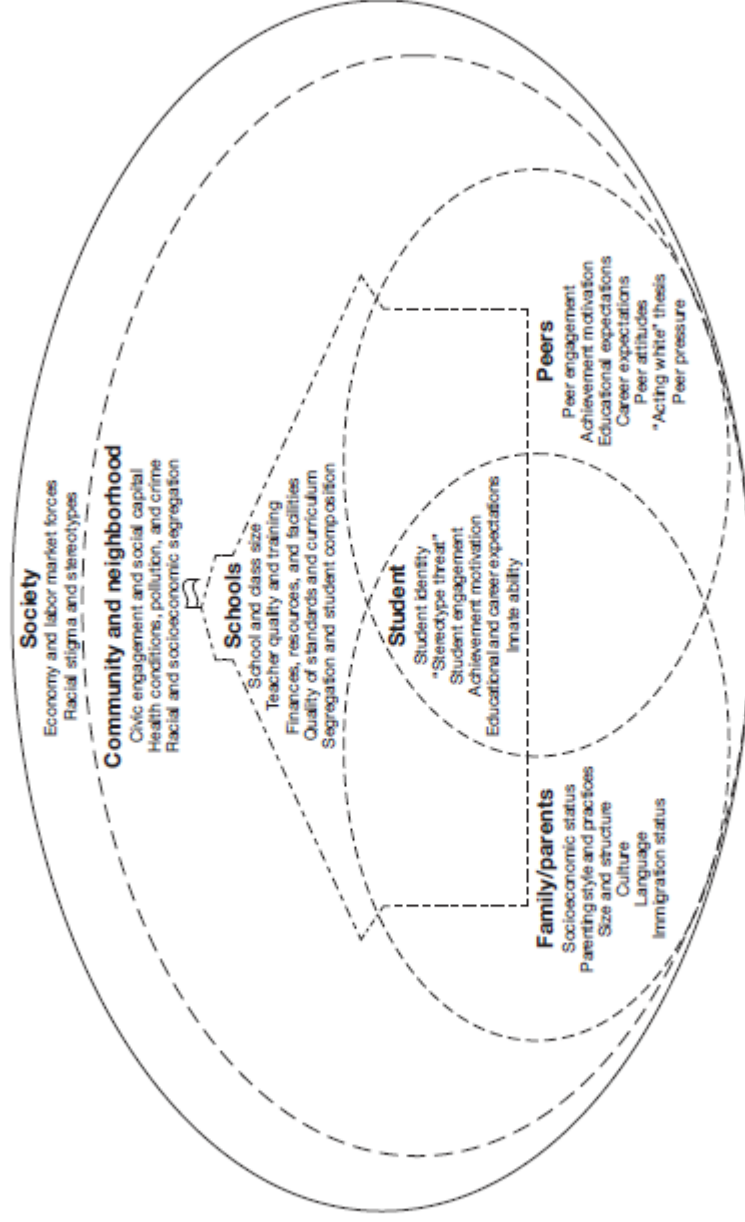 Society
Economy and labor market forces
Racial stigma and stereotypes
Community and neighborhood
Civic engagement and social capital
Health conditions, pollution, and crime
Racial and socioeconomic segregation
Schools
School and class size
Teacher quality and training
Finances, resources, and facilities
Quality of standards and curriculum
Segregation and student composition
Student
Student identity
"Stereotype threat"
Student engagement
Achievement motivation
Educational and career expectations
Innate ability
Family/parents
Socioeconomic status
Parenting style and practices
Size and structure
Culture
Language
Immigration status
Peers
Peer engagement
Achievement motivation
Educational expectations
Career expectations
Peer attitudes
"Acting white" thesis
Peer pressure